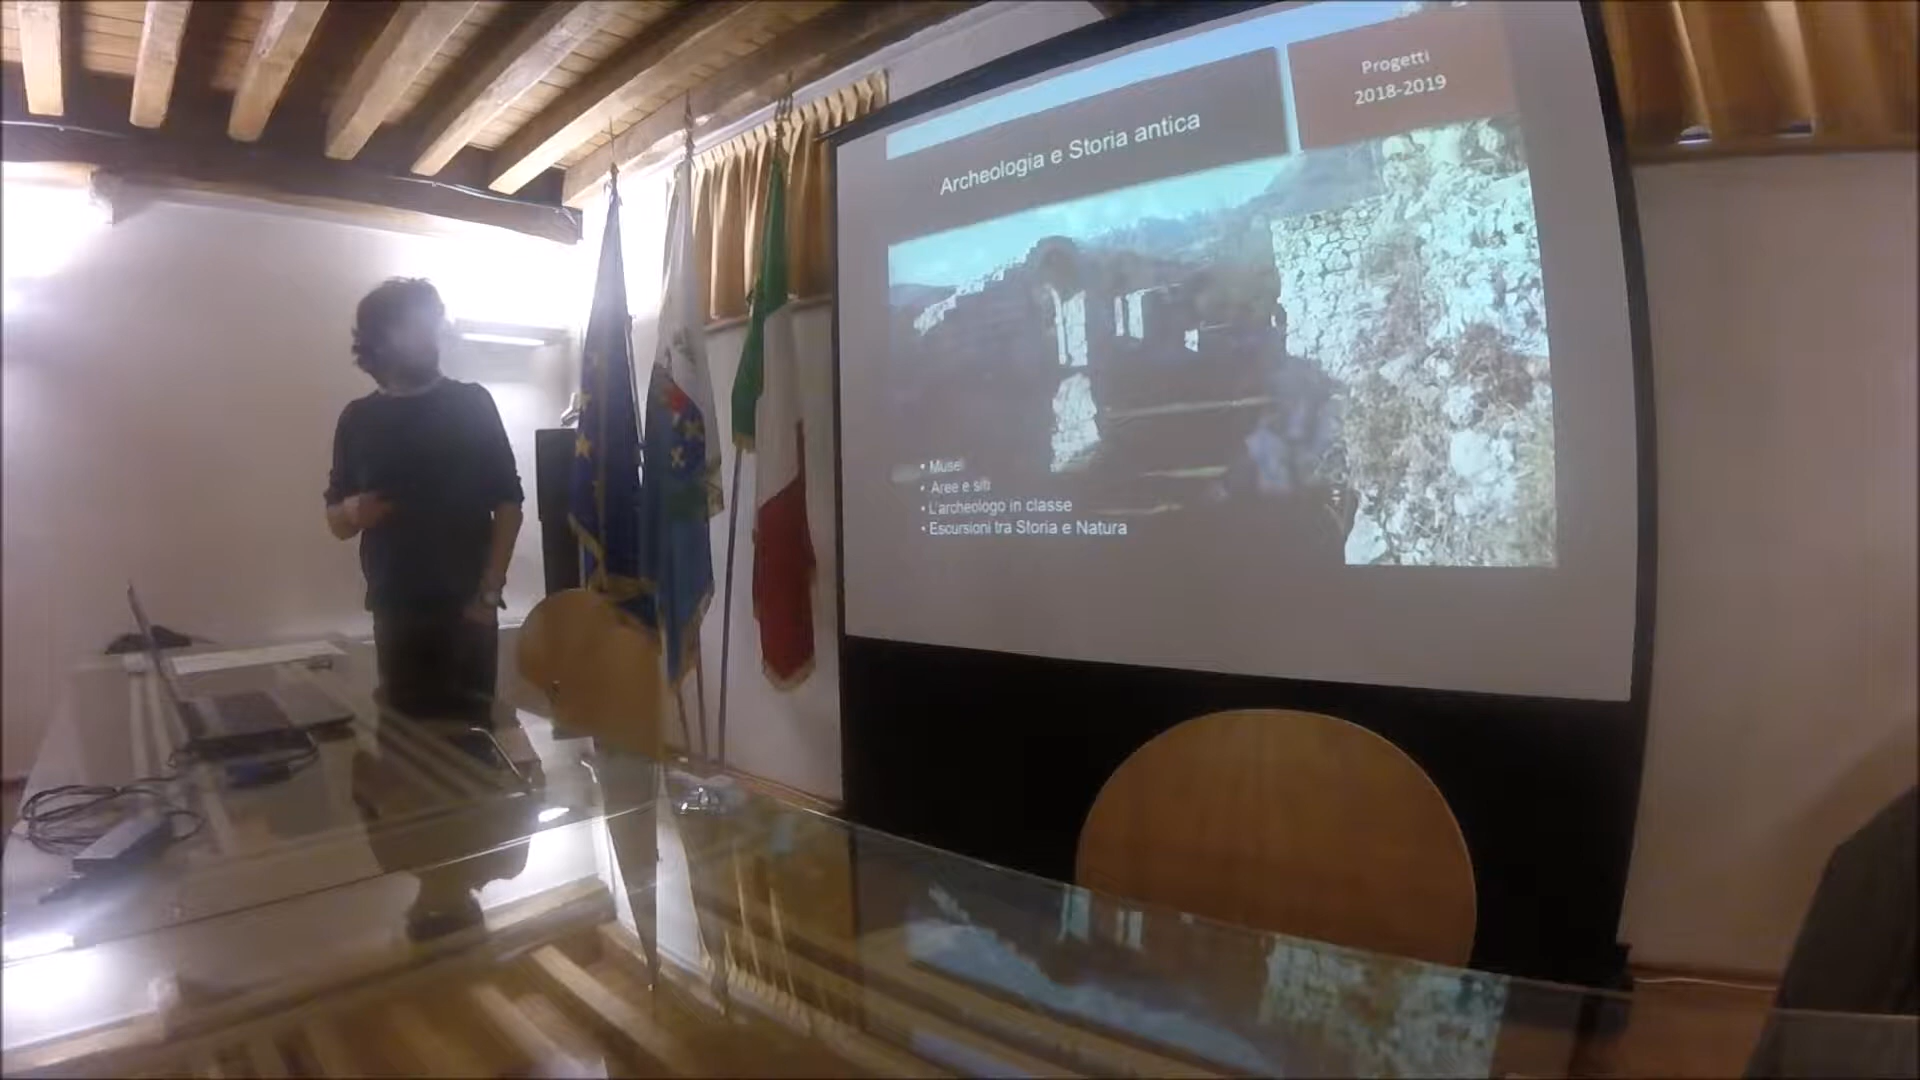 Progetti
2018-2019
Archeologia e Storia antica
• Musei
• Aree e siti
• L'archeologo in classe
• Escursioni tra Storia e Natura